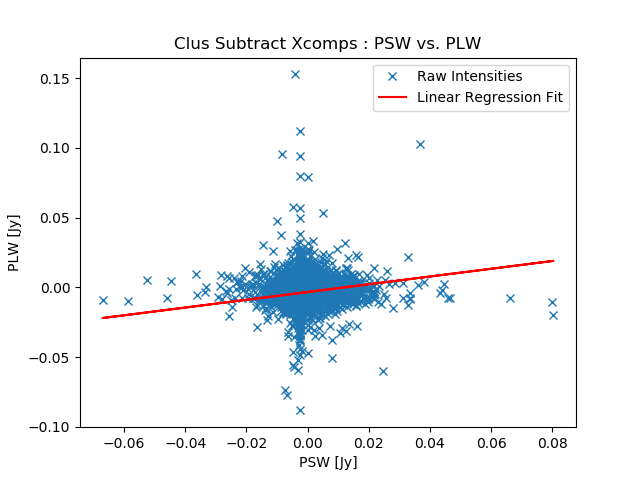 Clus Subtract Xcomps : PSW vs. PLW
Raw Intensities
Linear Regression Fit
0.15
0.10
0.05
0.00
−0.05
−0.10
PLW [Jy]
−0.06
−0.04
−0.02
0.00
0.02
0.04
0.06
0.08
PSW [Jy]